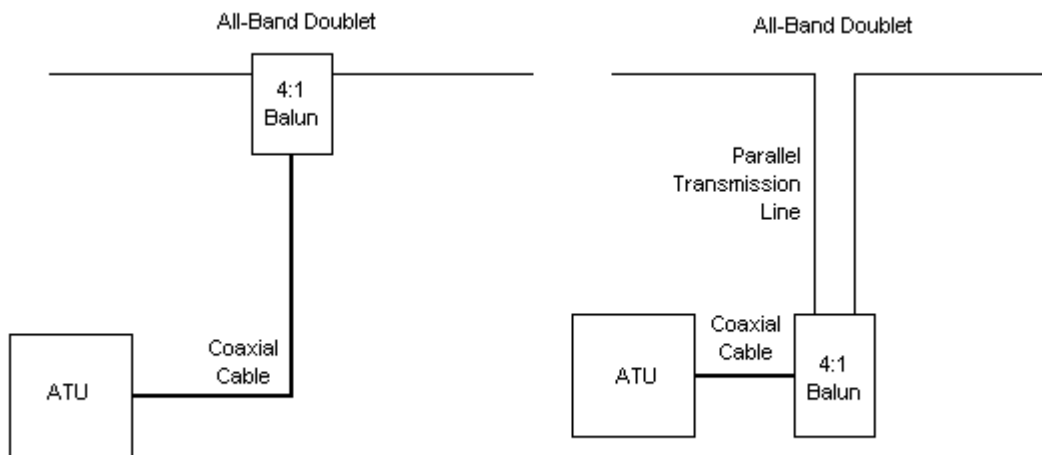 All-Band Doublet
4:1
Balun
Coaxial
Cable
ATU
All-Band Doublet
Parallel
Transmission
Line
Coaxial
Cable
ATU
4:1
Balun